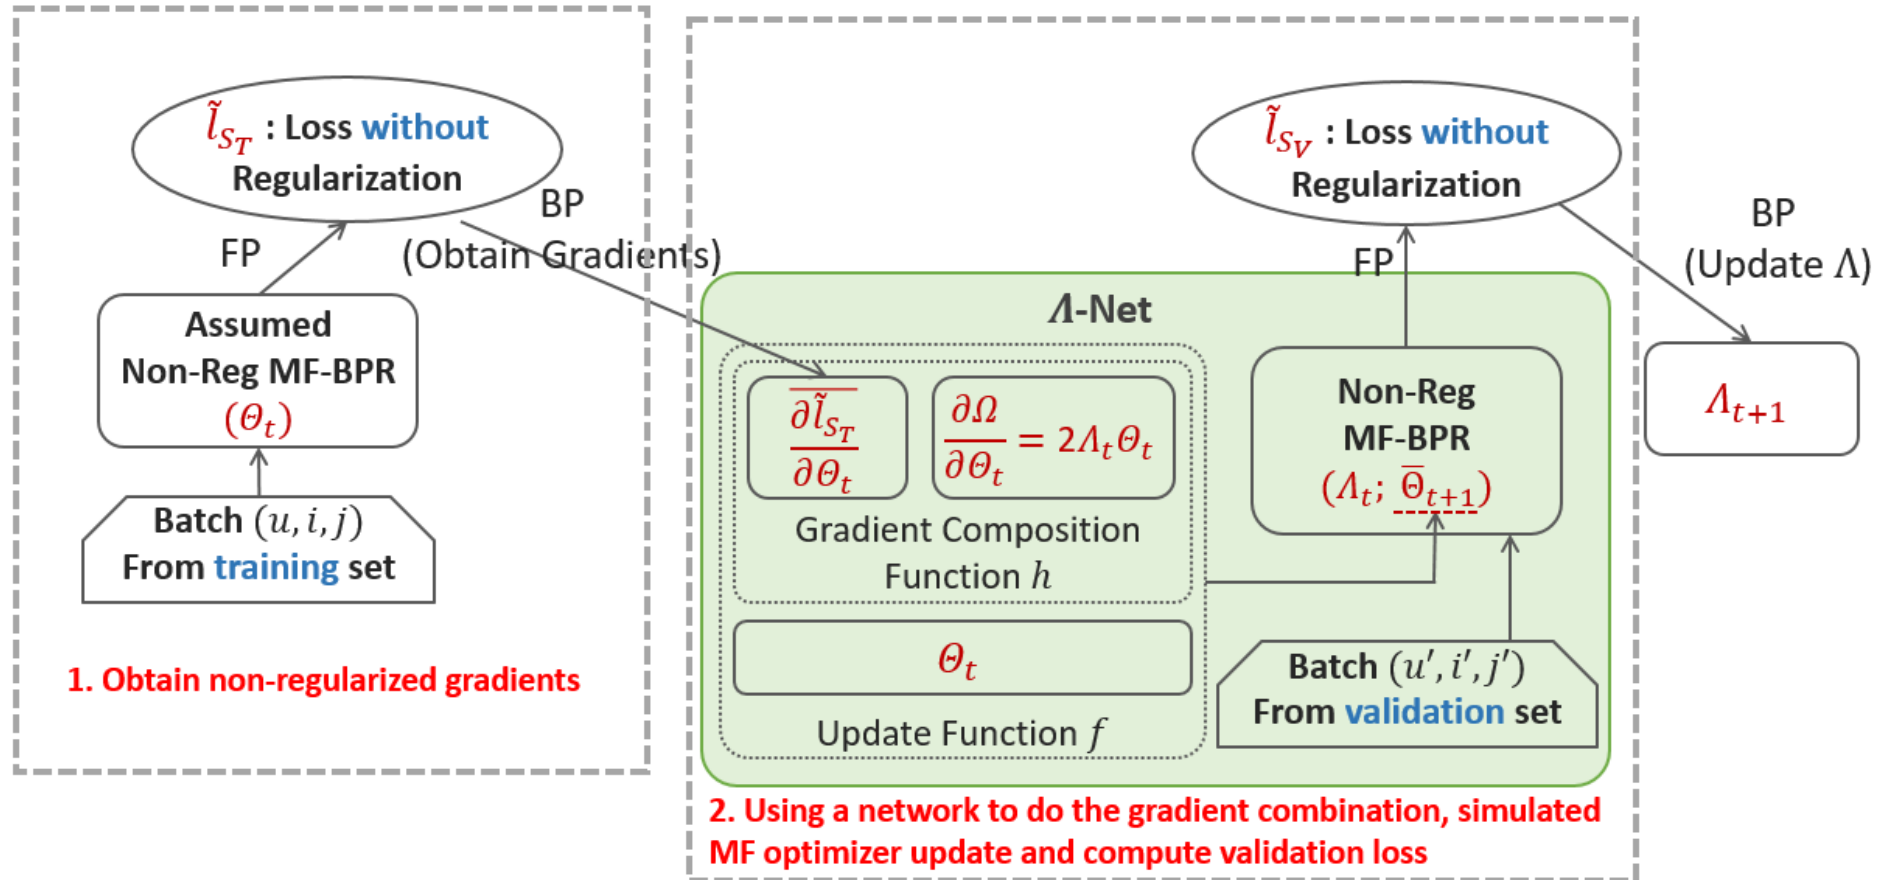 l̃_{S_T} : Loss without
Regularization
FP
BP
(Obtain Gradients)
Assumed
Non-Reg MF-BPR
(Θ_t)
Batch (u, i, j)
From training set
1. Obtain non-regularized gradients
l̃_{S_V} : Loss without
Regularization
FP
BP
(Update Λ)
Λ-Net
\overline{∂l̃_{S_T}}/∂Θ_t
∂Ω/∂Θ_t = 2Λ_tΘ_t
Gradient Composition
Function h
Θ_t
Update Function f
Non-Reg
MF-BPR
(Λ_t; Θ̅_{t+1})
Batch (u′, i′, j′)
From validation set
Λ_{t+1}
2. Using a network to do the gradient combination, simulated
MF optimizer update and compute validation loss